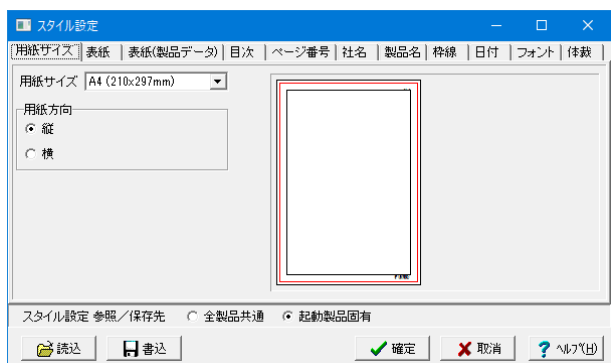 スタイル設定
用紙サイズ 表紙 表紙(製品データ) 目次 ページ番号 社名 製品名 枠線 日付 フォント 体裁
用紙サイズ A4 (210x297mm)
用紙方向
縦
横
スタイル設定 参照／保存先 全製品共通 起動製品固有
読込 書込 確定 取消 ? ﾍﾙﾌﾟ(H)